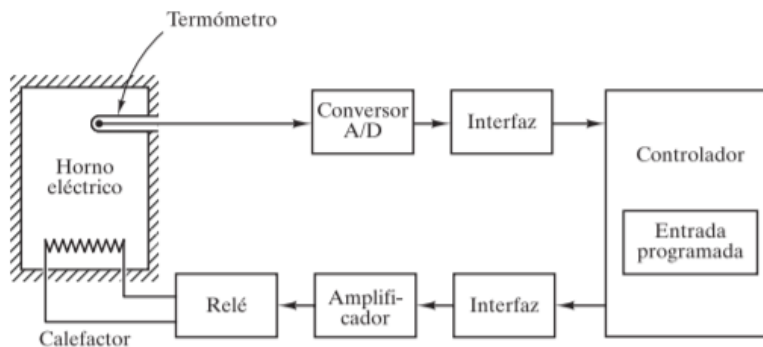 Termómetro
Conversor
A/D
Interfaz
Controlador
Horno
eléctrico
Entrada
programada
Relé
Amplifi-
cador
Interfaz
Calefactor